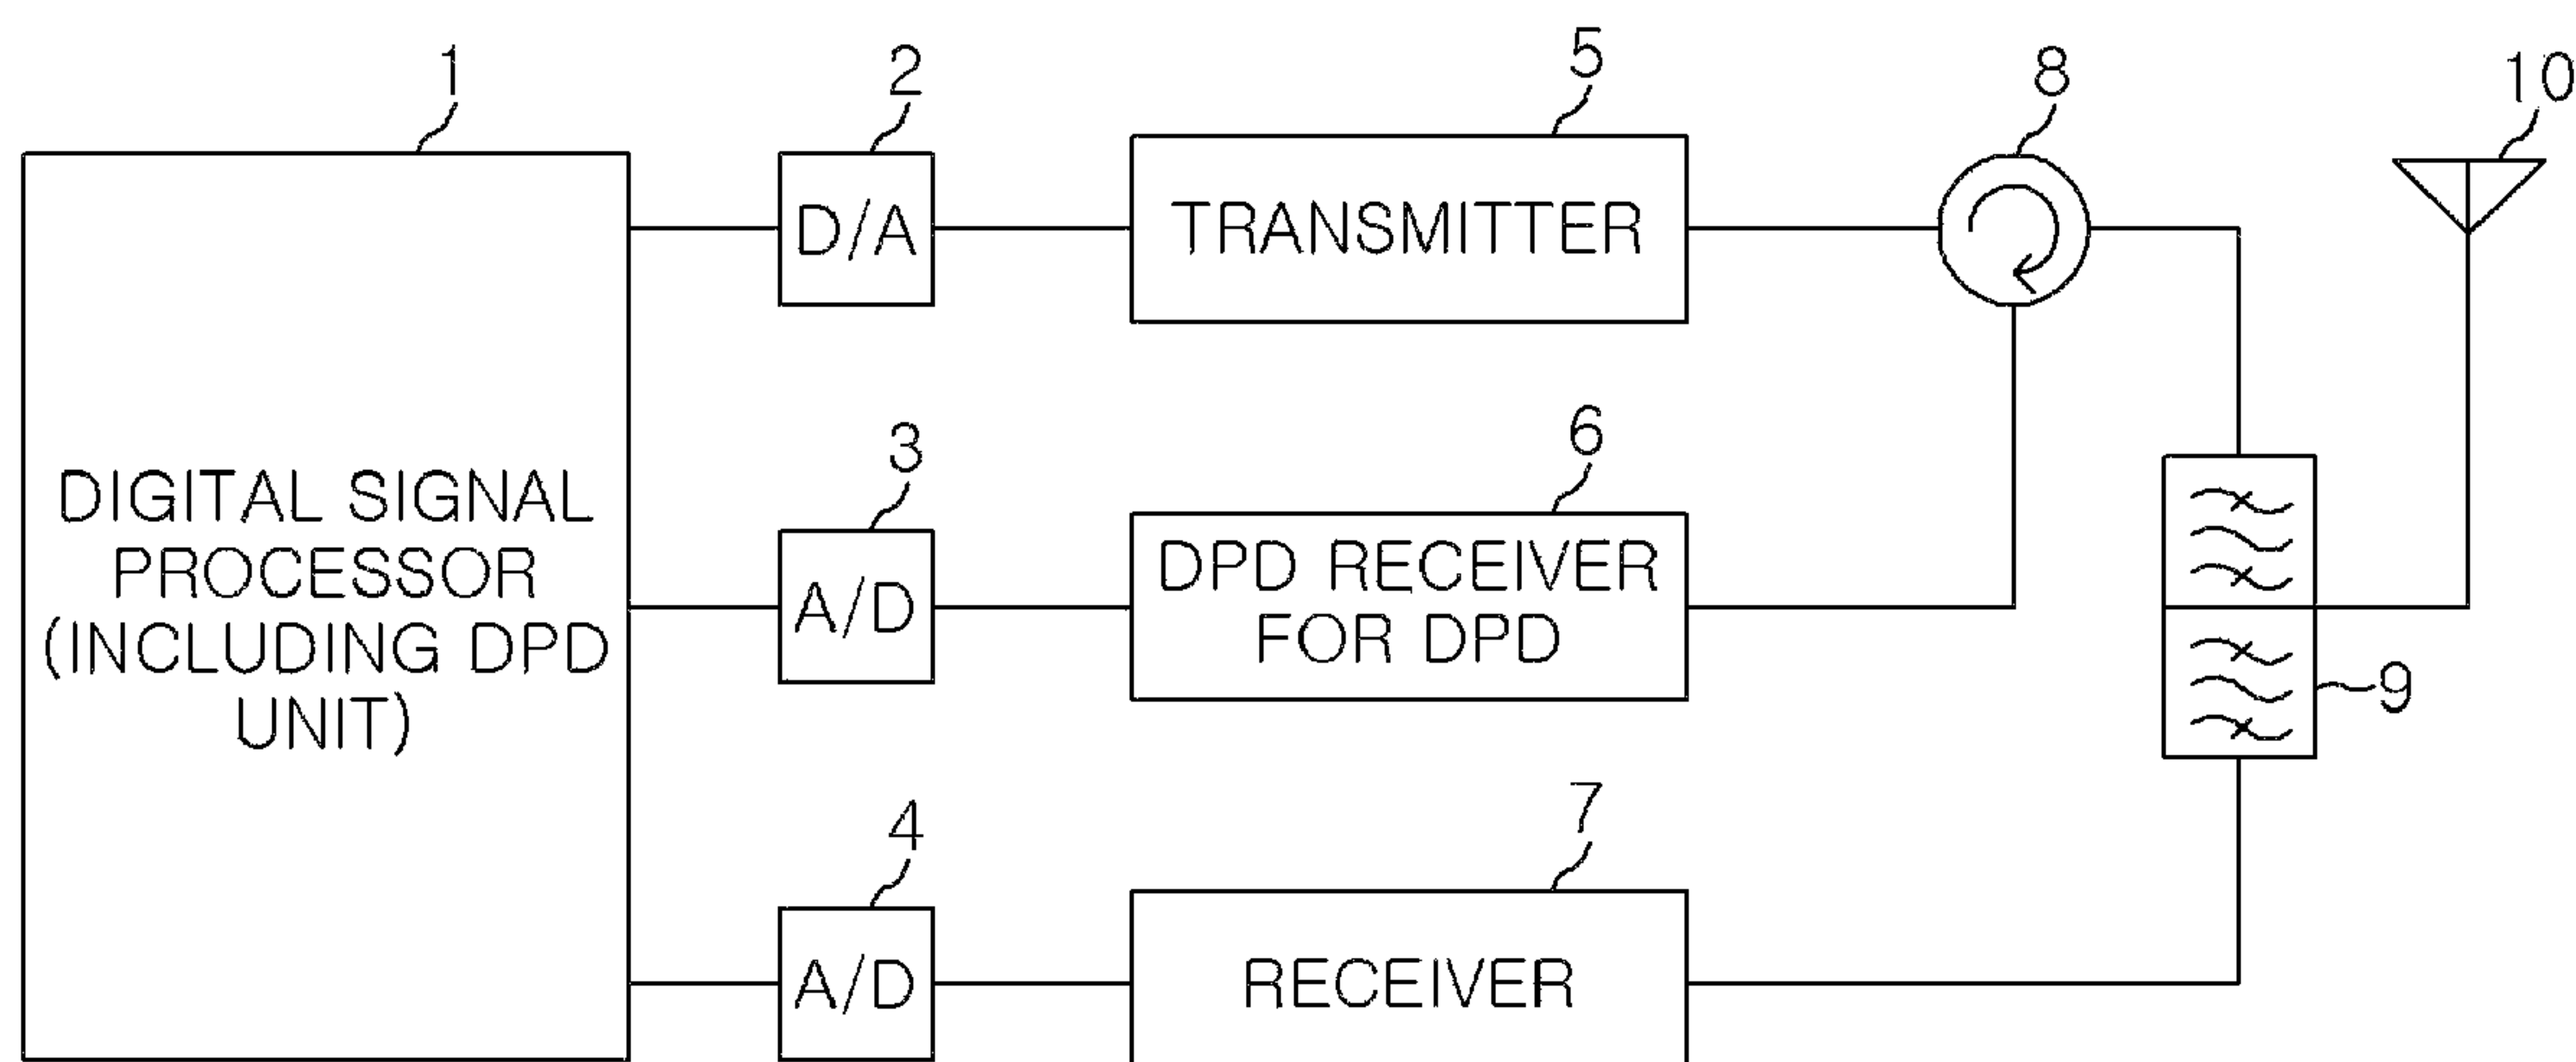 1
2
5
8
10
D/A
TRANSMITTER
3
6
DIGITAL SIGNAL
PROCESSOR
(INCLUDING DPD
UNIT)
A/D
DPD RECEIVER
FOR DPD
9
4
7
A/D
RECEIVER